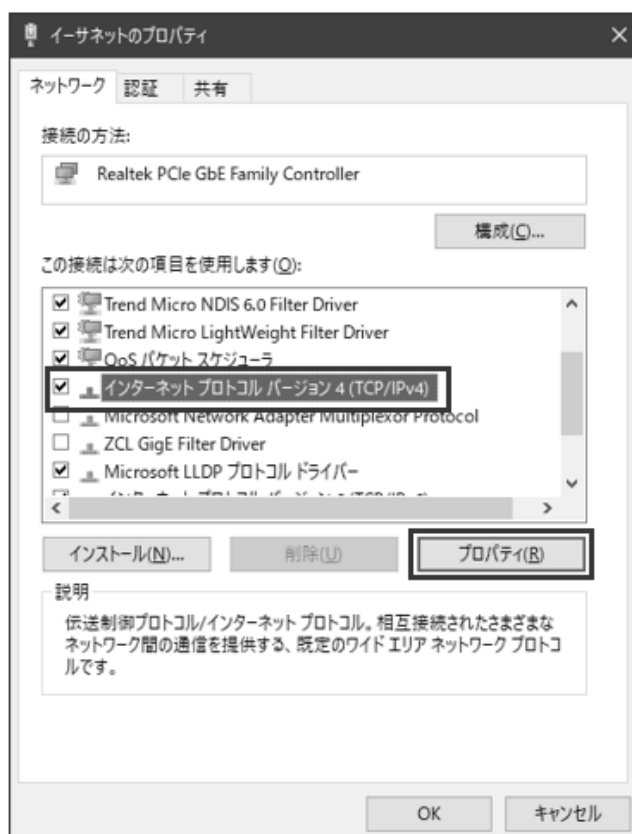 イーサネットのプロパティ
ネットワーク 認証 共有
接続の方法:
Realtek PCIe GbE Family Controller
構成(C)...
この接続は次の項目を使用します(O):
Trend Micro NDIS 6.0 Filter Driver
Trend Micro LightWeight Filter Driver
QoS パケット スケジューラ
インターネット プロトコル バージョン 4 (TCP/IPv4)
Microsoft Network Adapter Multiplexor Protocol
ZCL GigE Filter Driver
Microsoft LLDP プロトコル ドライバー
インストール(N)... 削除(U) プロパティ(R)
説明
伝送制御プロトコル/インターネット プロトコル。相互接続されたさまざまな
ネットワーク間の通信を提供する、既定のワイド エリア ネットワーク プロトコ
ルです。
OK キャンセル